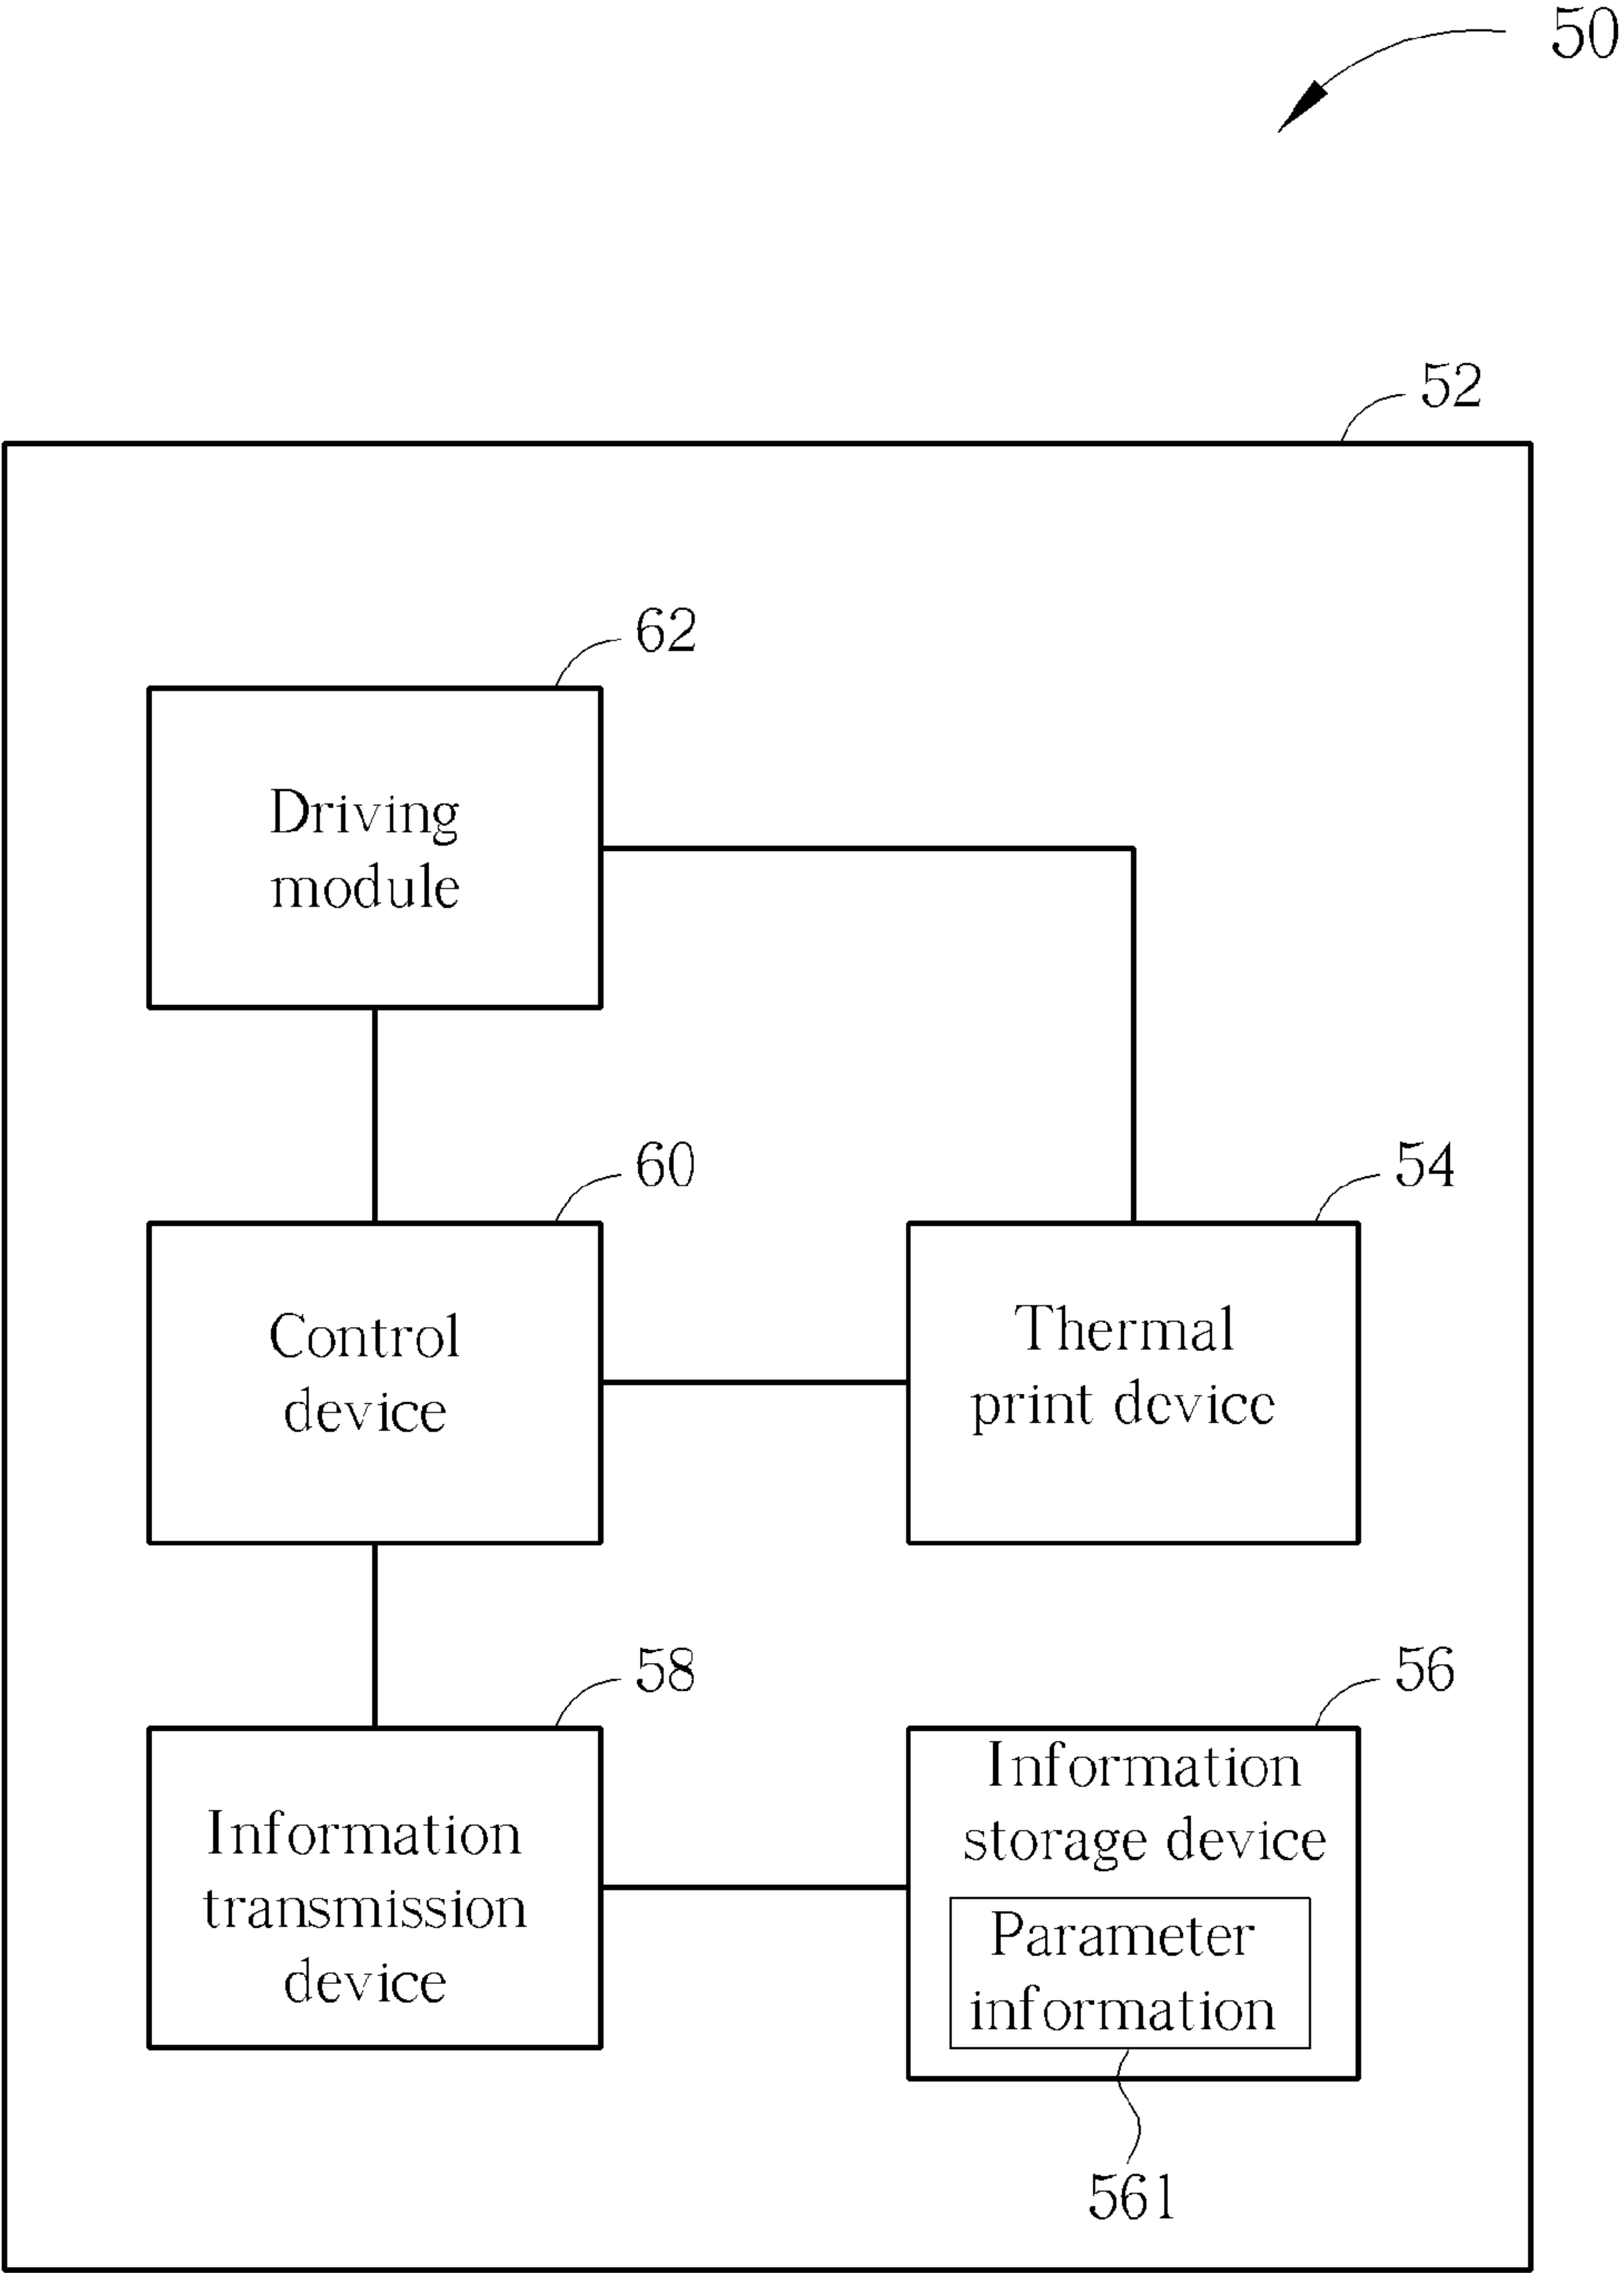 50
52
62
Driving
module
60
Control
device
54
Thermal
print device
58
Information
transmission
device
56
Information
storage device
Parameter
information
561